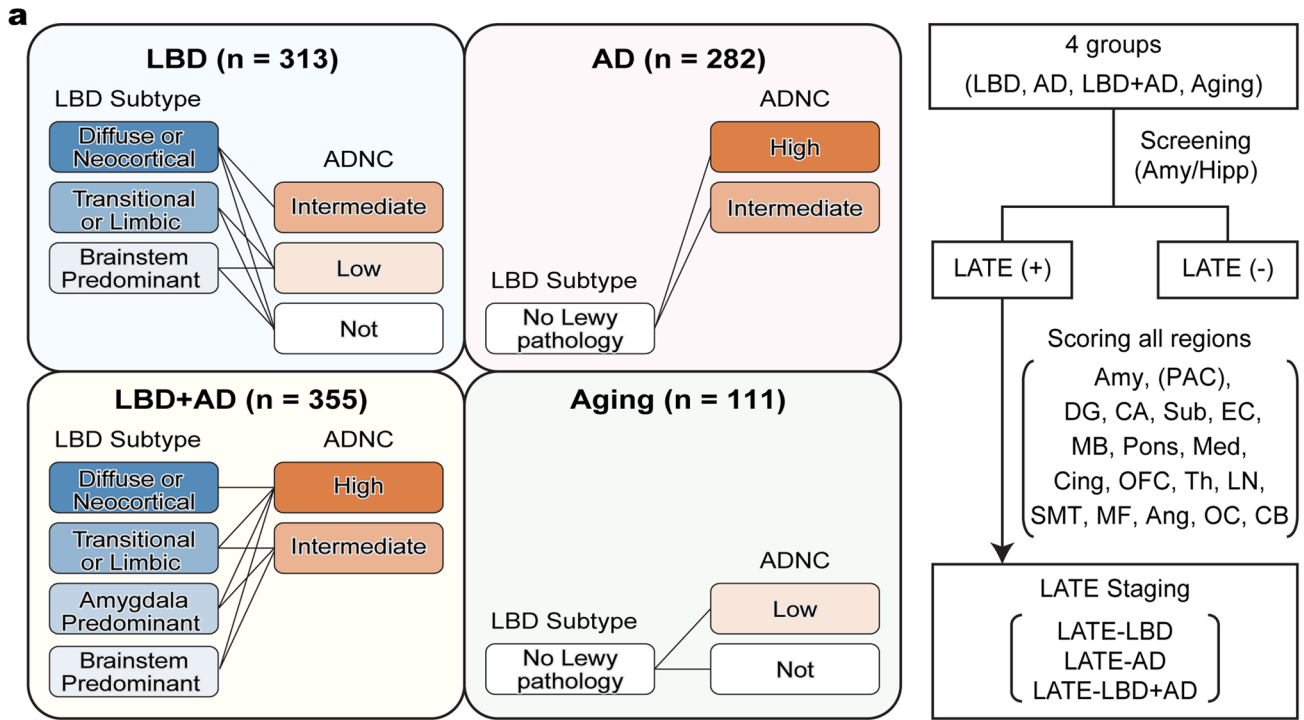 a
LBD (n = 313)
LBD Subtype
Diffuse or
Neocortical
Transitional
or Limbic
Brainstem
Predominant
ADNC
Intermediate
Low
Not
AD (n = 282)
ADNC
High
Intermediate
LBD Subtype
No Lewy
pathology
LBD+AD (n = 355)
LBD Subtype
Diffuse or
Neocortical
Transitional
or Limbic
Amygdala
Predominant
Brainstem
Predominant
ADNC
High
Intermediate
Aging (n = 111)
ADNC
Low
Not
LBD Subtype
No Lewy
pathology
4 groups
(LBD, AD, LBD+AD, Aging)
Screening
(Amy/Hipp)
LATE (+)
LATE (-)
Scoring all regions
Amy, (PAC),
DG, CA, Sub, EC,
MB, Pons, Med,
Cing, OFC, Th, LN,
SMT, MF, Ang, OC, CB
LATE Staging
LATE-LBD
LATE-AD
LATE-LBD+AD